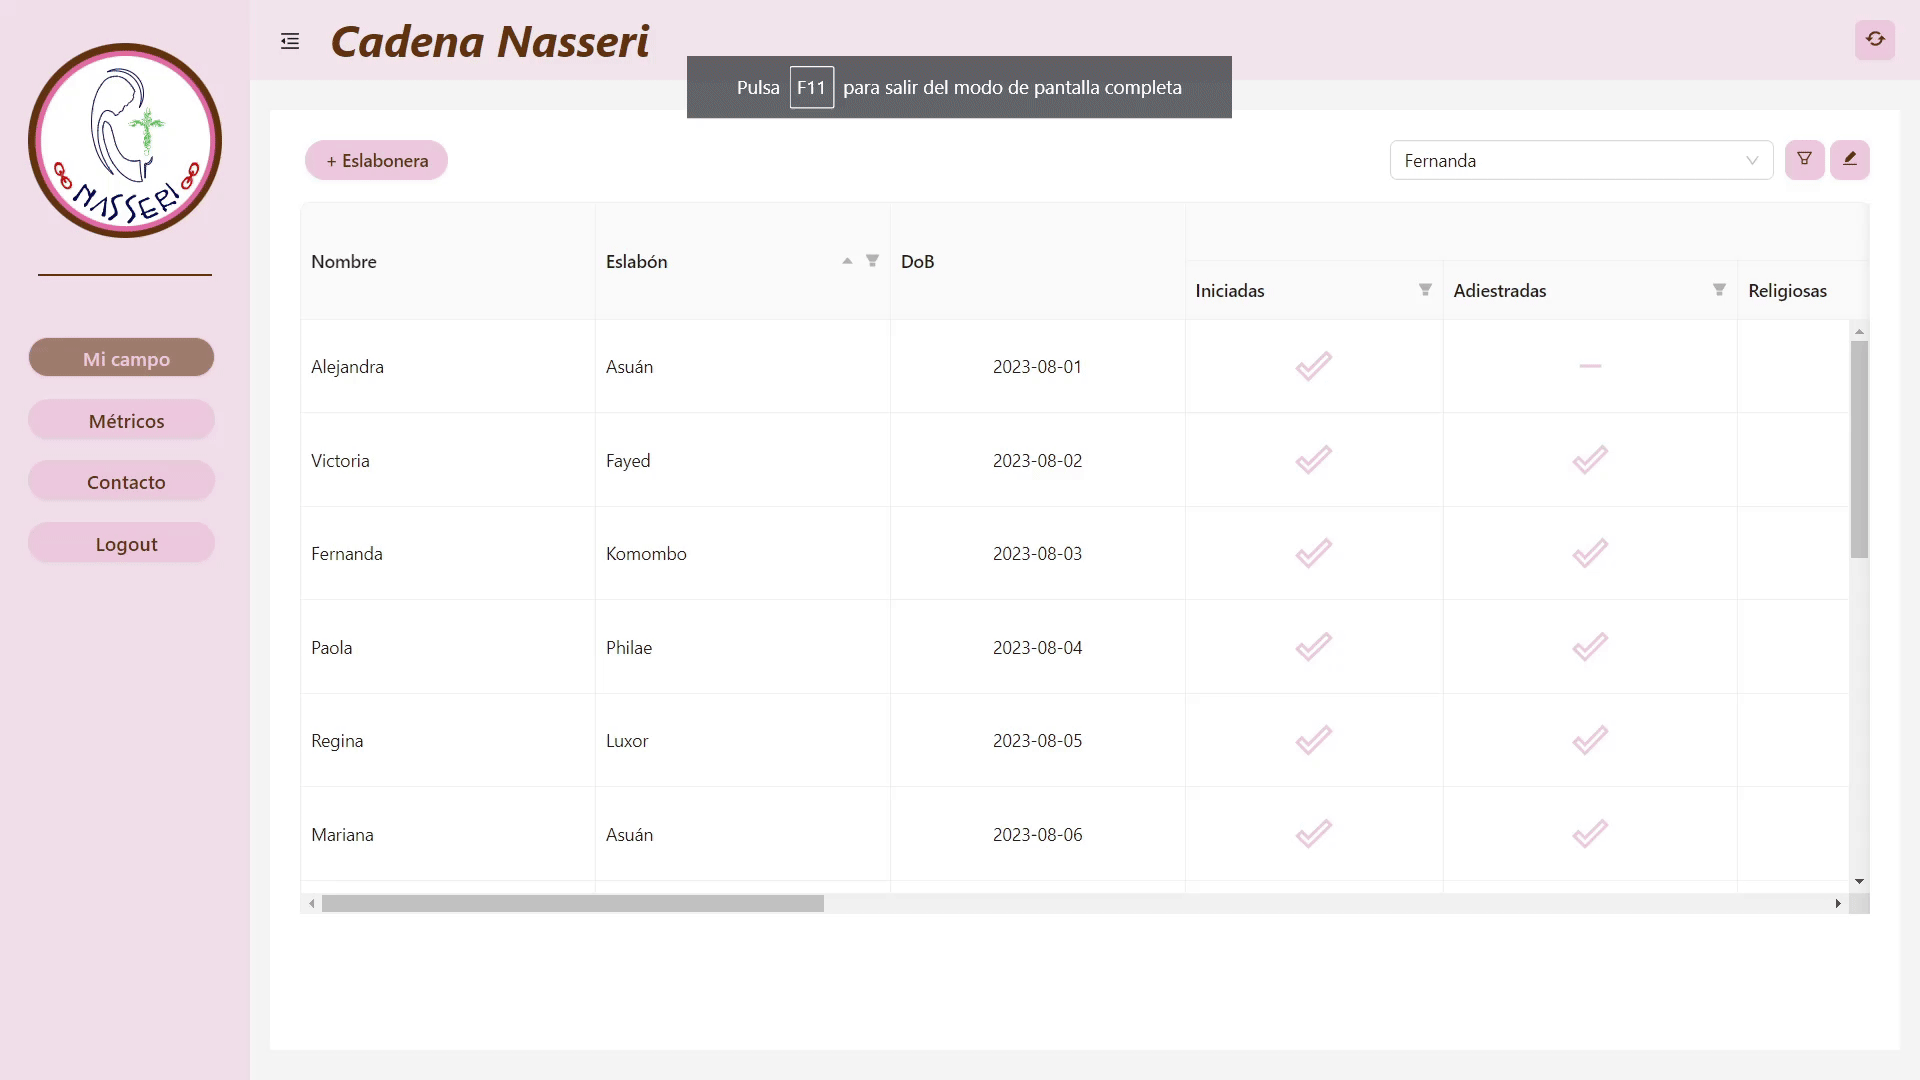 Cadena Nasseri
Pulsa F11 para salir del modo de pantalla completa
NASSERI
+ Eslabonera
Fernanda
Mi campo
Métricos
Contacto
Logout
Nombre
Eslabón
DoB
Iniciadas
Adiestradas
Religiosas
Alejandra Asuán 2023-08-01
Victoria Fayed 2023-08-02
Fernanda Komombo 2023-08-03
Paola Philae 2023-08-04
Regina Luxor 2023-08-05
Mariana Asuán 2023-08-06